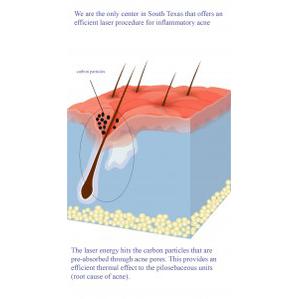 We are the only center in South Texas that offers an
efficient laser procedure for inflammatory acne
carbon particles
The laser energy hits the carbon particles that are
pre-absorbed through acne pores. This provides an
efficient thermal effect to the pilosebaceous units
(root cause of acne).